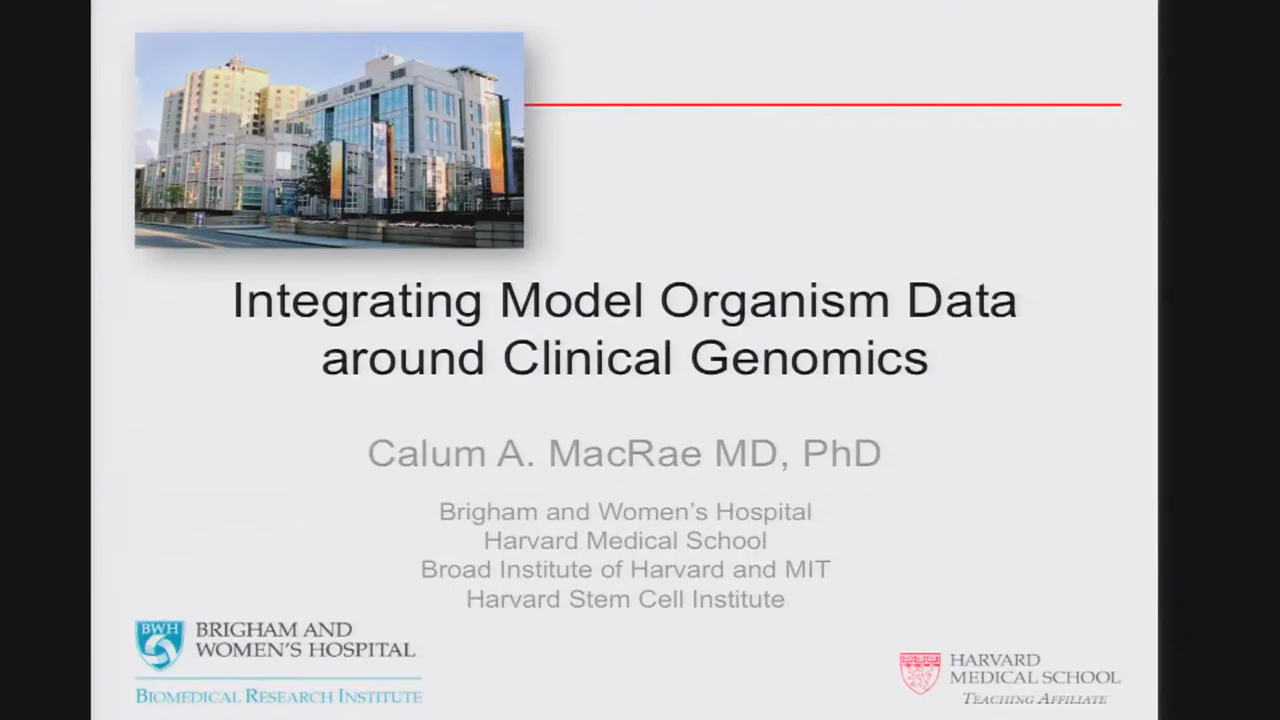 Integrating Model Organism Data
around Clinical Genomics
Calum A. MacRae MD, PhD
Brigham and Women's Hospital
Harvard Medical School
Broad Institute of Harvard and MIT
Harvard Stem Cell Institute
BWH
BRIGHAM AND
WOMEN'S HOSPITAL
BIOMEDICAL RESEARCH INSTITUTE
HARVARD
MEDICAL SCHOOL
TEACHING AFFILIATE